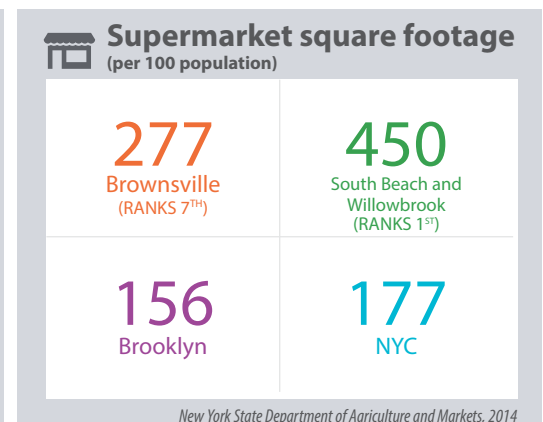 Supermarket square footage
(per 100 population)
277
Brownsville
(RANKS 7TH)
450
South Beach and
Willowbrook
(RANKS 1ST)
156
Brooklyn
177
NYC
New York State Department of Agriculture and Markets, 2014